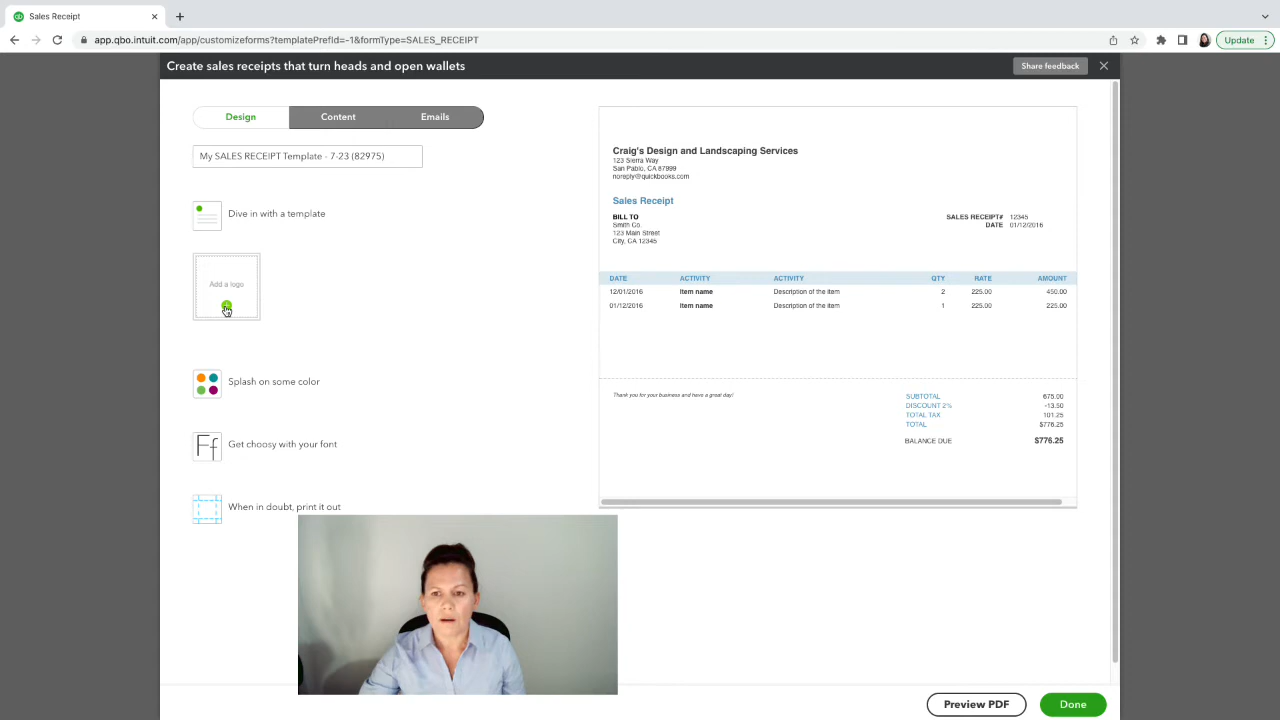 Sales Receipt
app.qbo.intuit.com/app/customizeforms?templatePrefId=-1&formType=SALES_RECEIPT
Update
Create sales receipts that turn heads and open wallets
Share feedback
Design Content Emails
My SALES RECEIPT Template - 7-23 (82975)
Dive in with a template
Add a logo
Splash on some color
Ff Get choosy with your font
When in doubt, print it out
Craig's Design and Landscaping Services
123 Sierra Way
San Pablo, CA 87999
noreply@quickbooks.com
Sales Receipt
BILL TO
Smith Co.
123 Main Street
City, CA 12345
SALES RECEIPT# 12345
DATE 01/12/2016
DATE ACTIVITY ACTIVITY QTY RATE AMOUNT
12/01/2016 Item name Description of the item 2 225.00 450.00
01/12/2016 Item name Description of the item 1 225.00 225.00
Thank you for your business and have a great day!
SUBTOTAL 675.00
DISCOUNT 2% -13.50
TOTAL TAX 101.25
TOTAL $776.25
BALANCE DUE $776.25
Preview PDF Done